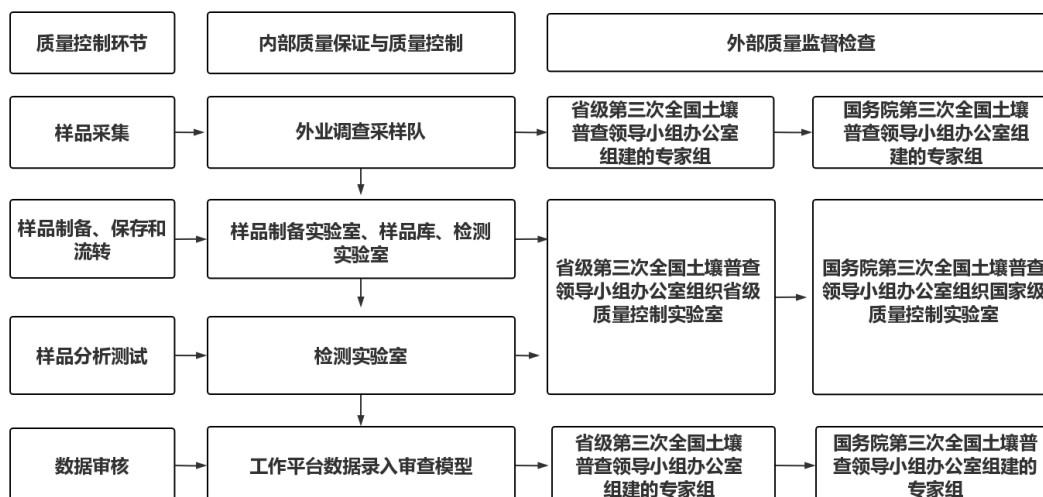 质量控制环节
内部质量保证与质量控制
外部质量监督检查
样品采集
外业调查采样队
省级第三次全国土壤
普查领导小组办公室
组建的专家组
国务院第三次全国土壤
普查领导小组办公室组
建的专家组
样品制备、保存和
流转
样品制备实验室、样品库、检测
实验室
省级第三次全国土壤普查
领导小组办公室组织省级
质量控制实验室
国务院第三次全国土壤普查
领导小组办公室组织国家级
质量控制实验室
样品分析测试
检测实验室
数据审核
工作平台数据录入审查模型
省级第三次全国土壤
普查领导小组办公室
组建的专家组
国务院第三次全国土壤普
查领导小组办公室组建的
专家组